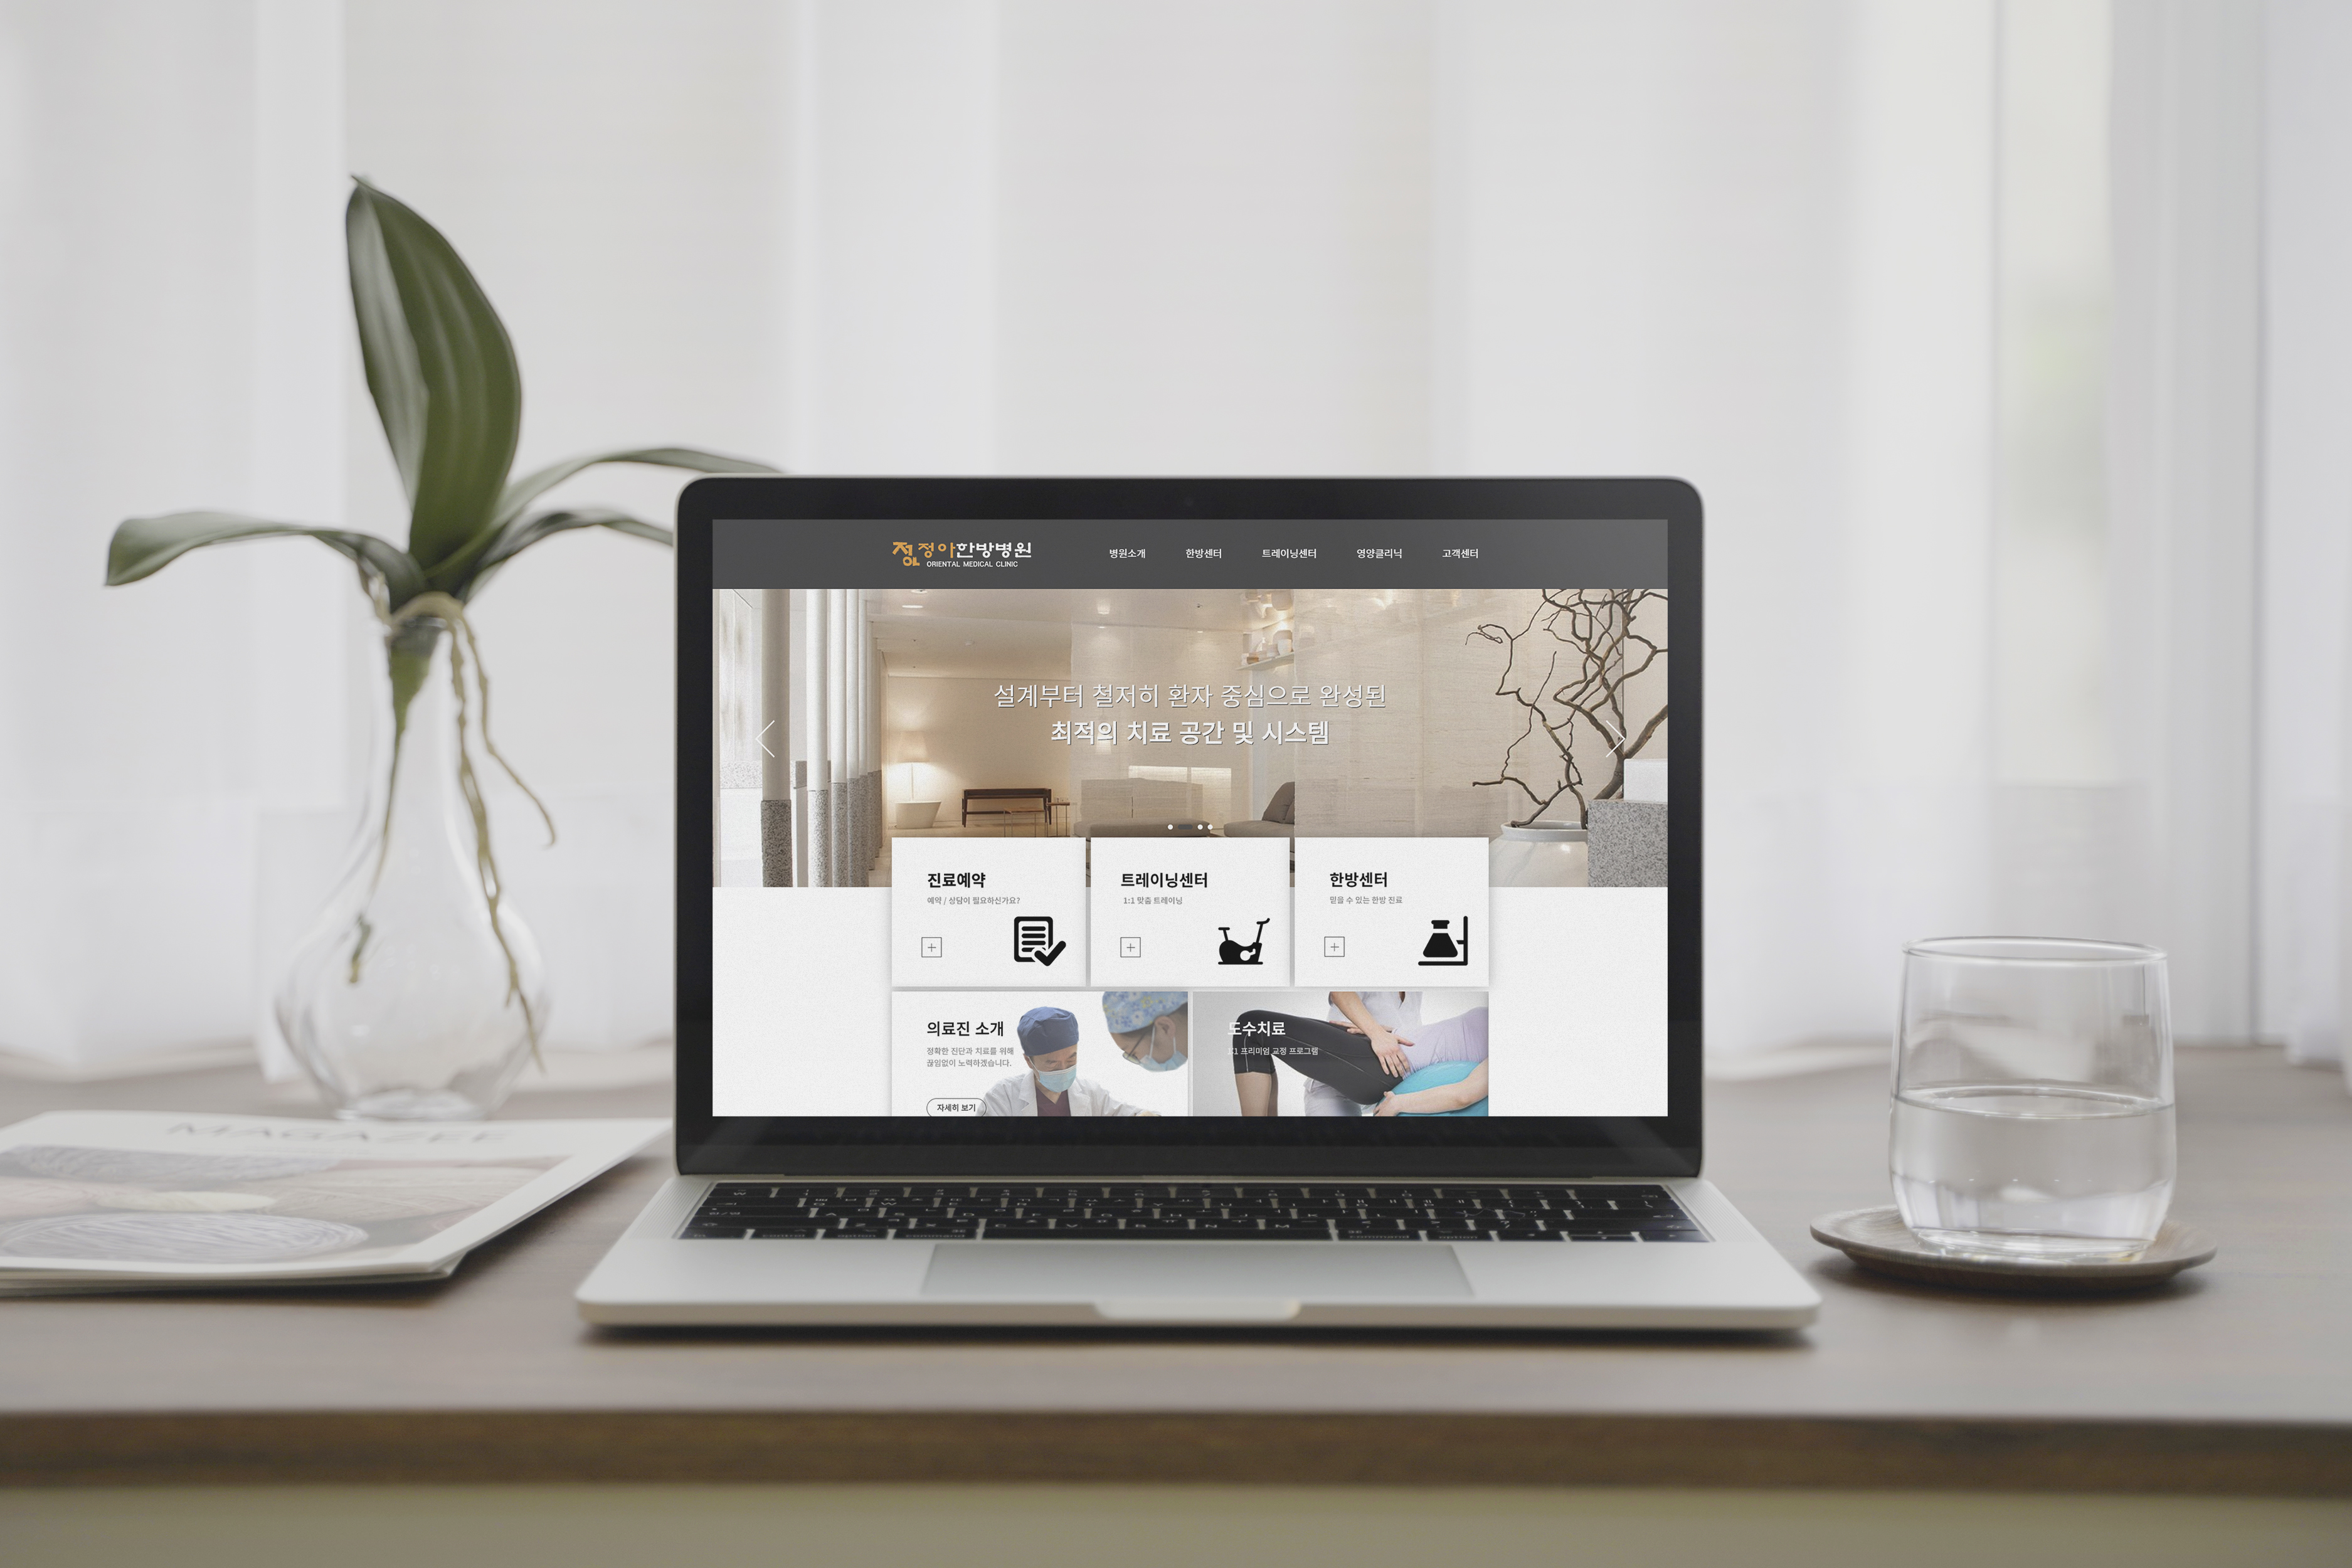 정아한방병원
ORIENTAL MEDICAL CLINIC
병원소개 한방센터 트레이닝센터 영양클리닉 고객센터
설계부터 철저히 환자 중심으로 완성된
최적의 치료 공간 및 시스템
진료예약
예약 / 상담이 필요하신가요?
트레이닝센터
1:1 맞춤 트레이닝
한방센터
믿을 수 있는 한방 진료
의료진 소개
정확한 진단과 치료를 위해
끊임없이 노력하겠습니다.
자세히 보기
도수치료
1:1 프리미엄 교정 프로그램
MAGAZEE
control option command command option